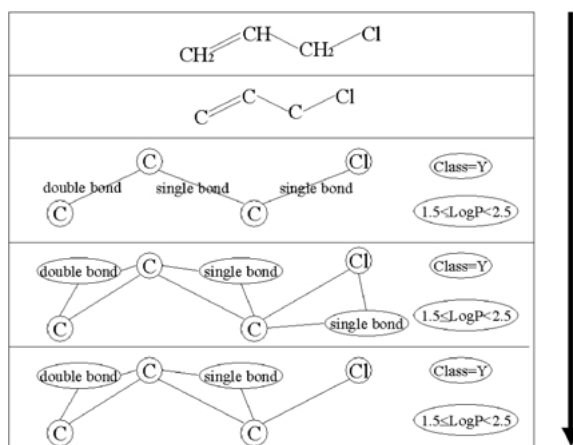 CH₂ CH CH₂ Cl
C C C Cl
C Cl Class=Y
double bond single bond single bond
C C 1.5≤LogP<2.5
double bond C single bond Cl Class=Y
C C single bond 1.5≤LogP<2.5
double bond C single bond Cl Class=Y
C C 1.5≤LogP<2.5